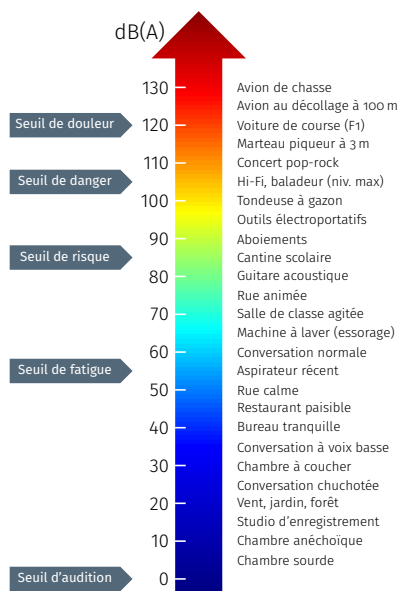 dB(A)
130
Avion de chasse
Avion au décollage à 100 m
Seuil de douleur
120
Voiture de course (F1)
Marteau piqueur à 3 m
110
Concert pop-rock
Seuil de danger
Hi-Fi, baladeur (niv. max)
100
Tondeuse à gazon
Outils électroportatifs
90
Aboiements
Seuil de risque
Cantine scolaire
80
Guitare acoustique
Rue animée
70
Salle de classe agitée
Machine à laver (essorage)
60
Conversation normale
Seuil de fatigue
Aspirateur récent
50
Rue calme
Restaurant paisible
40
Bureau tranquille
Conversation à voix basse
30
Chambre à coucher
Conversation chuchotée
20
Vent, jardin, forêt
Studio d'enregistrement
10
Chambre anéchoïque
Chambre sourde
Seuil d'audition
0